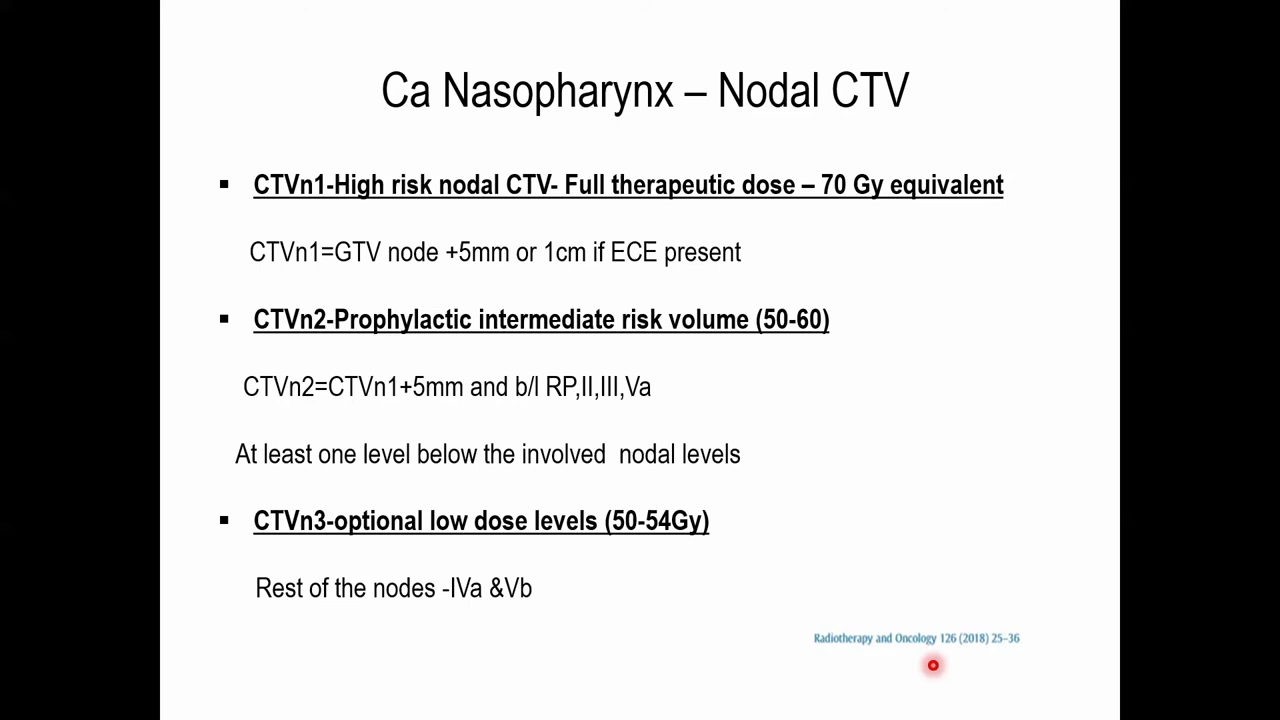 Ca Nasopharynx – Nodal CTV
▪ CTVn1-High risk nodal CTV- Full therapeutic dose – 70 Gy equivalent
CTVn1=GTV node +5mm or 1cm if ECE present
▪ CTVn2-Prophylactic intermediate risk volume (50-60)
CTVn2=CTVn1+5mm and b/l RP,II,III,Va
At least one level below the involved  nodal levels
▪ CTVn3-optional low dose levels (50-54Gy)
Rest of the nodes -IVa &Vb
Radiotherapy and Oncology 126 (2018) 25–36